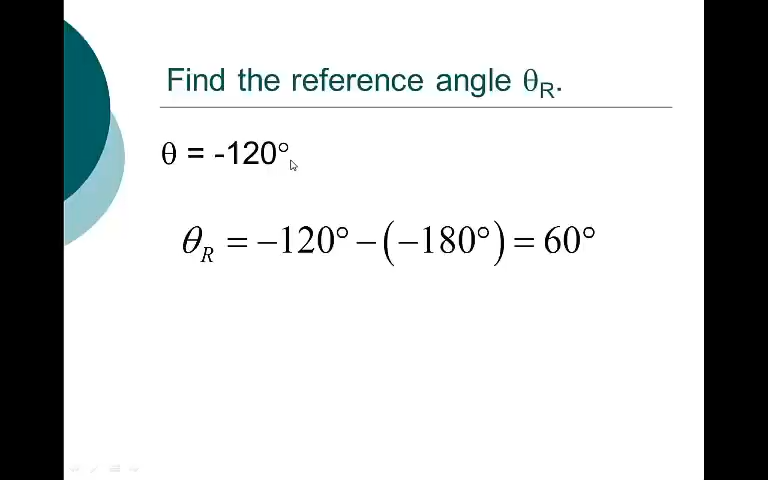 Find the reference angle θR.
θ = -120°
θR = −120° − (−180°) = 60°